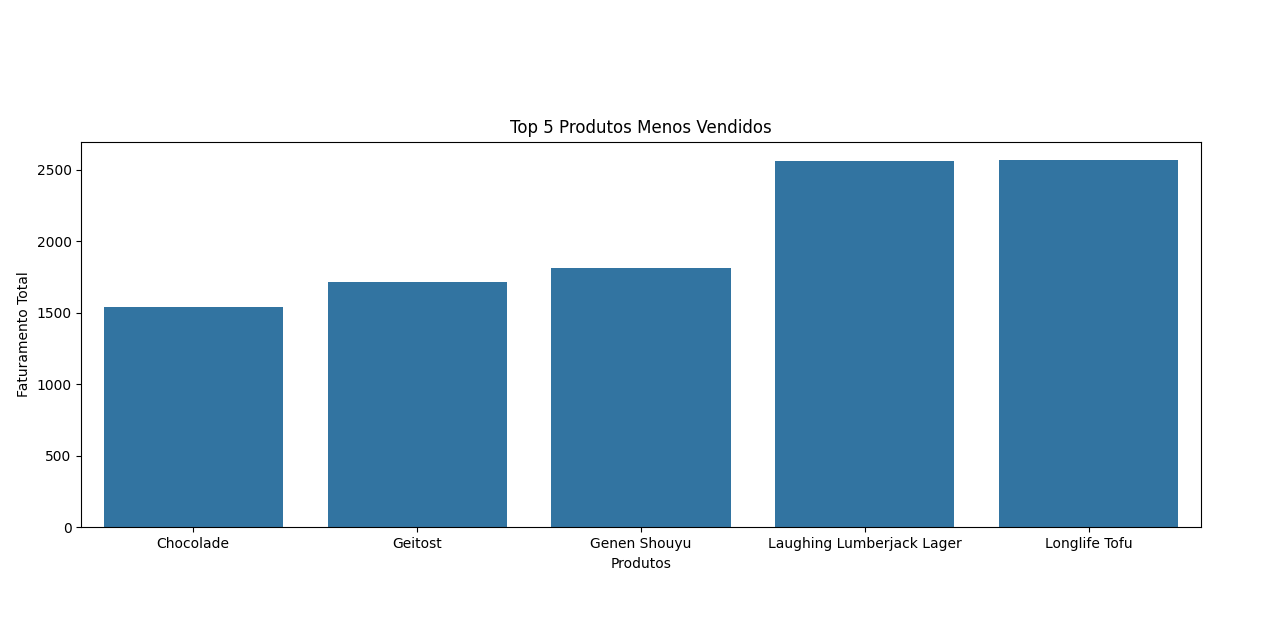 Top 5 Produtos Menos Vendidos
Faturamento Total
2500
2000
1500
1000
500
0
Chocolade Geitost Genen Shouyu Laughing Lumberjack Lager Longlife Tofu
Produtos